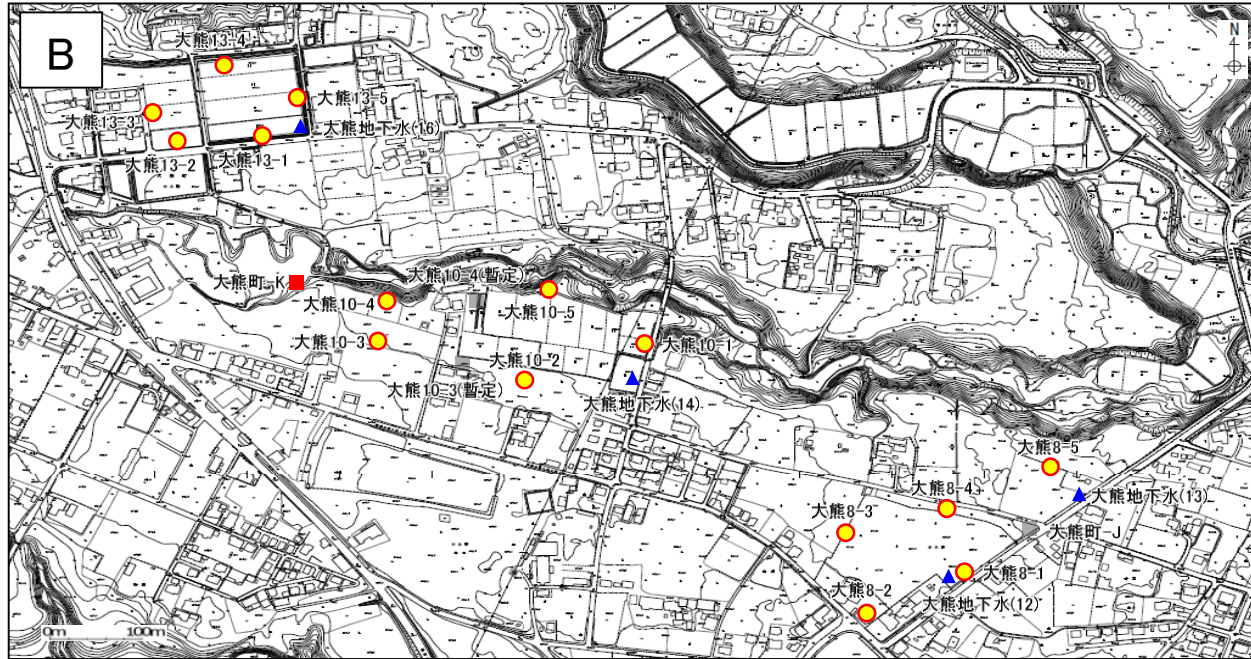 B
N
大熊13-4
大熊13-5
大熊13-3
大熊地下水(16)
大熊13-2
大熊13-1
大熊町-K
大熊10-4(暫定)
大熊10-4
大熊10-5
大熊10-3
大熊10-1
大熊10-2
大熊10-3(暫定)
大熊地下水(14)
大熊8-5
大熊8-4
大熊地下水(13)
大熊8-3
大熊町-J
大熊8-1
大熊8-2
大熊地下水(12)
0m 100m